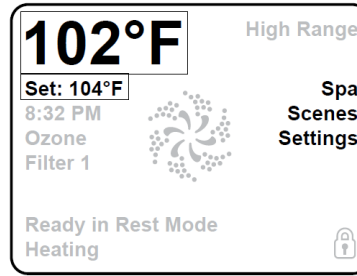 102°F
High Range
Set: 104°F
Spa
8:32 PM
Scenes
Ozone
Settings
Filter 1
Ready in Rest Mode
Heating